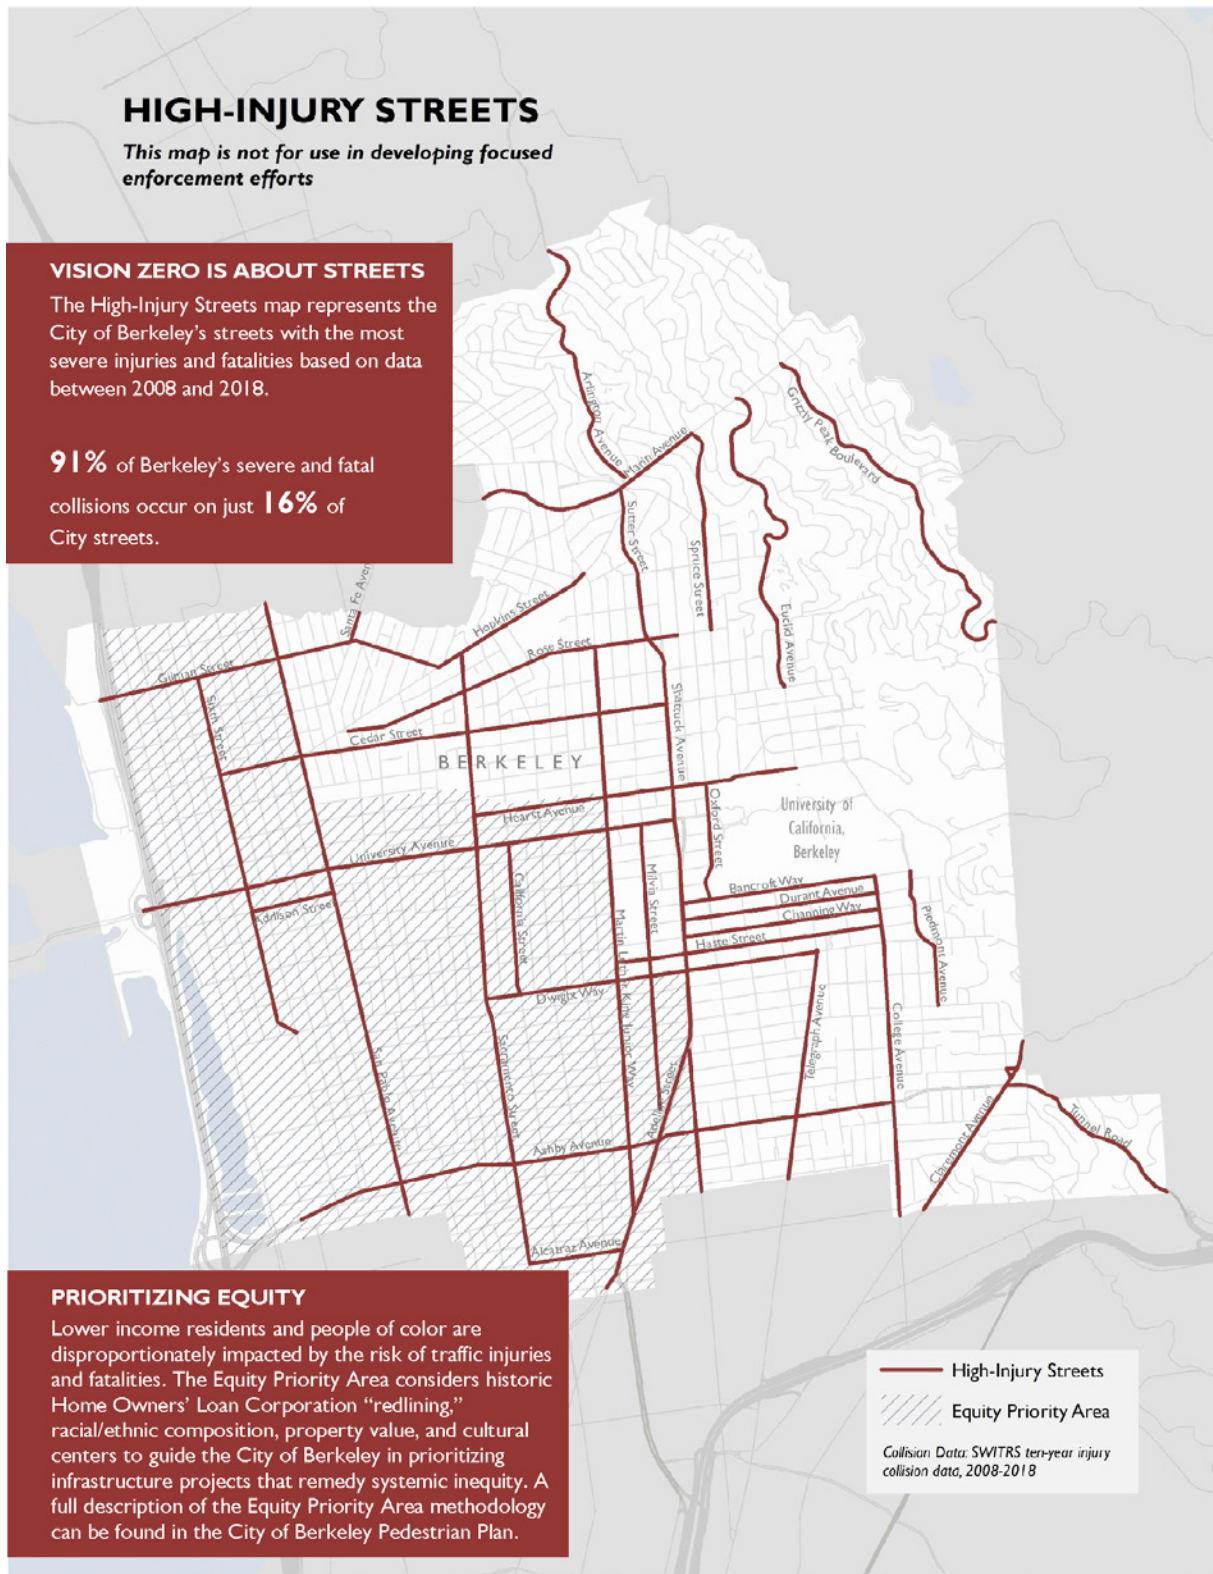 HIGH-INJURY STREETS
This map is not for use in developing focused
enforcement efforts
VISION ZERO IS ABOUT STREETS
The High-Injury Streets map represents the
City of Berkeley's streets with the most
severe injuries and fatalities based on data
between 2008 and 2018.
91% of Berkeley's severe and fatal
collisions occur on just 16% of
City streets.
Arlington Avenue
Marin Avenue
Grizzly Peak Boulevard
Sutter Street
Spruce Street
Euclid Avenue
Santa Fe Aven
Hopkins Street
Rose Street
Gilman Street
Sixth Street
Shattuck Avenue
Cedar Street
BERKELEY
Hearst Avenue
Oxford Street
University of
California,
Berkeley
University Avenue
Addison Street
California Street
Milvia Street
Martin Luther King Junior Way
Bancroft Way
Durant Avenue
Channing Way
Haste Street
Piedmont Avenue
Dwight Way
Telegraph Avenue
College Avenue
San Pablo Avenue
Sacramento Street
Adeline Street
Ashby Avenue
Claremont Avenue
Tunnel Road
Alcatraz Avenue
PRIORITIZING EQUITY
Lower income residents and people of color are
disproportionately impacted by the risk of traffic injuries
and fatalities. The Equity Priority Area considers historic
Home Owners' Loan Corporation "redlining,"
racial/ethnic composition, property value, and cultural
centers to guide the City of Berkeley in prioritizing
infrastructure projects that remedy systemic inequity. A
full description of the Equity Priority Area methodology
can be found in the City of Berkeley Pedestrian Plan.
High-Injury Streets
Equity Priority Area
Collision Data: SWITRS ten-year injury
collision data, 2008-2018